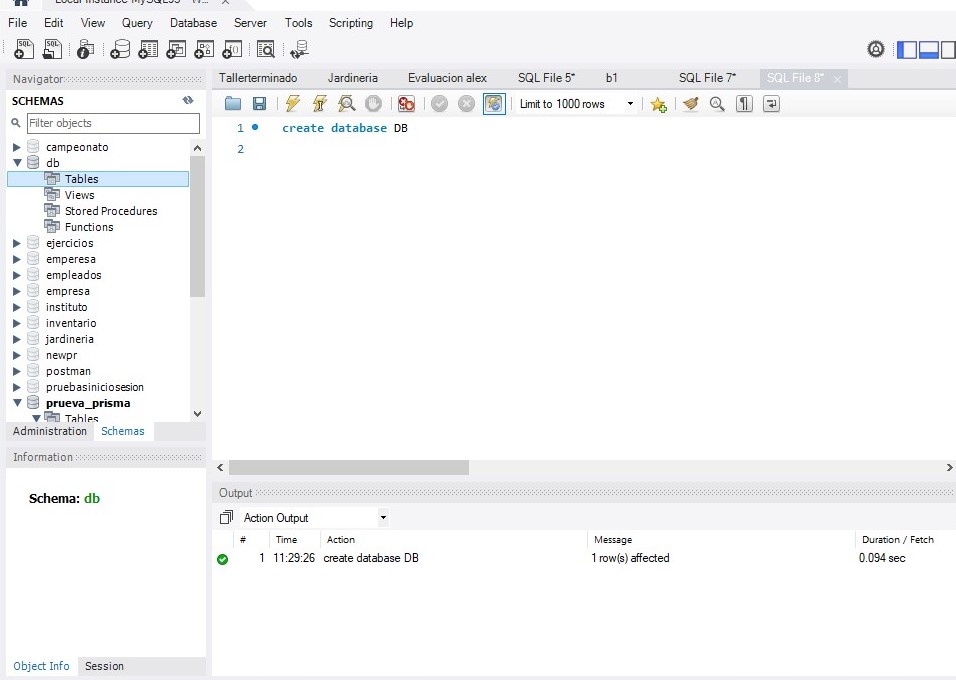 File Edit View Query Database Server Tools Scripting Help
Navigator
SCHEMAS
Filter objects
campeonato
db
Tables
Views
Stored Procedures
Functions
ejercicios
emperesa
empleados
empresa
instituto
inventario
jardineria
newpr
postman
pruebasiniciosesion
prueva_prisma
Tables
Administration Schemas
Information
Schema: db
Object Info Session
Tallerterminado Jardineria Evaluacion alex SQL File 5* b1 SQL File 7* SQL File 8*
Limit to 1000 rows
1 create database DB
2
Output
Action Output
# Time Action Message Duration / Fetch
1 11:29:26 create database DB 1 row(s) affected 0.094 sec